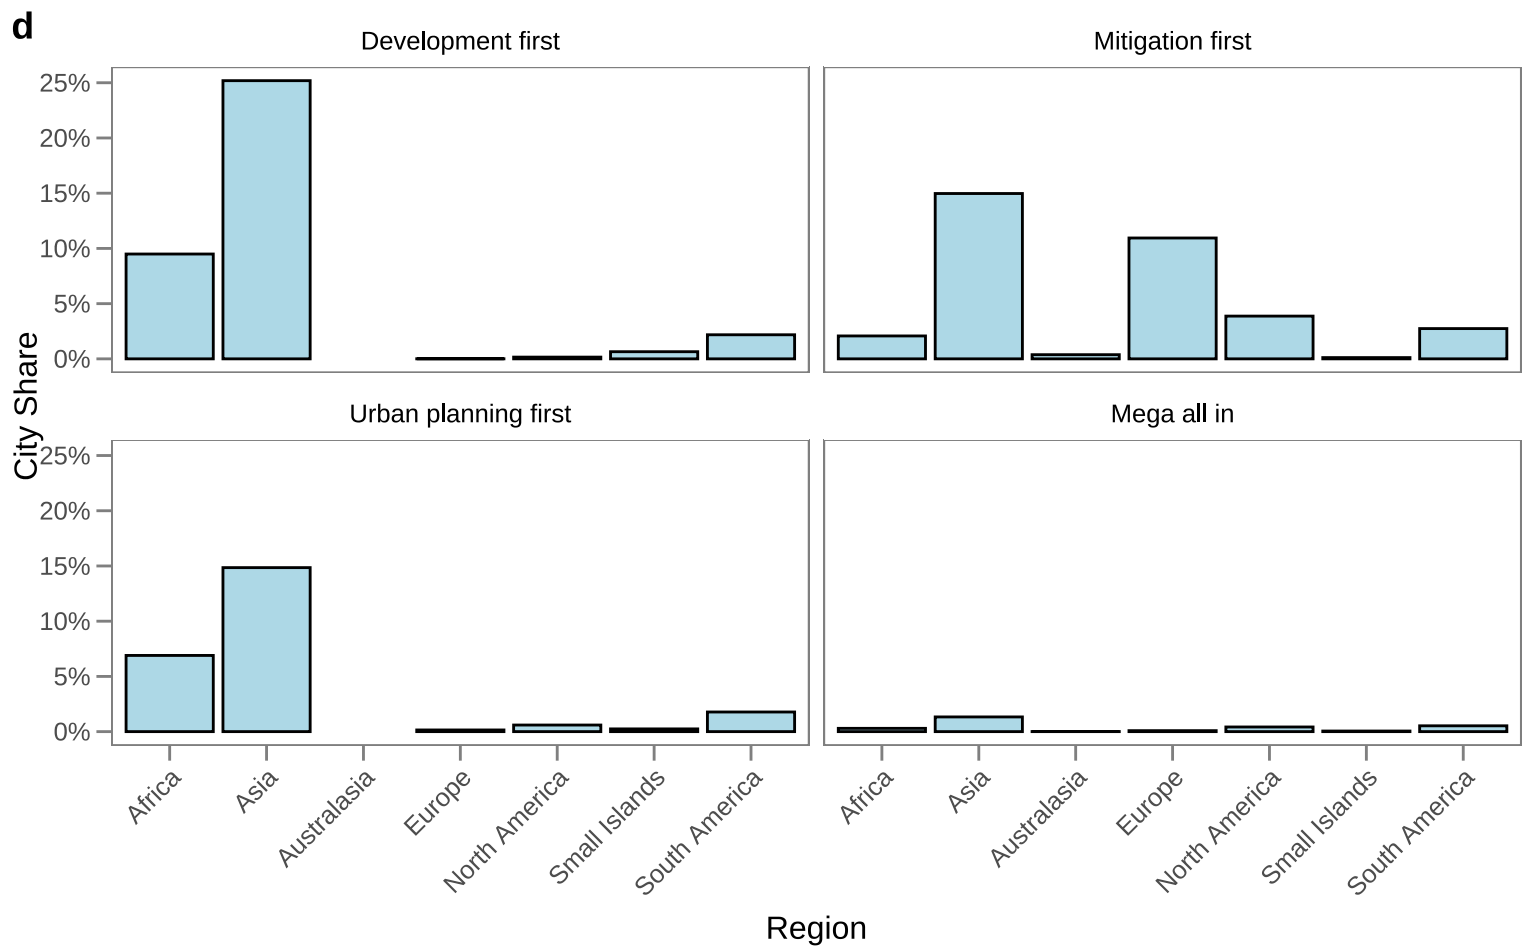 d
Development first
Mitigation first
25%
20%
15%
10%
5%
0%
City Share
Urban planning first
Mega all in
25%
20%
15%
10%
5%
0%
Africa
Asia
Australasia
Europe
North America
Small Islands
South America
Africa
Asia
Australasia
Europe
North America
Small Islands
South America
Region